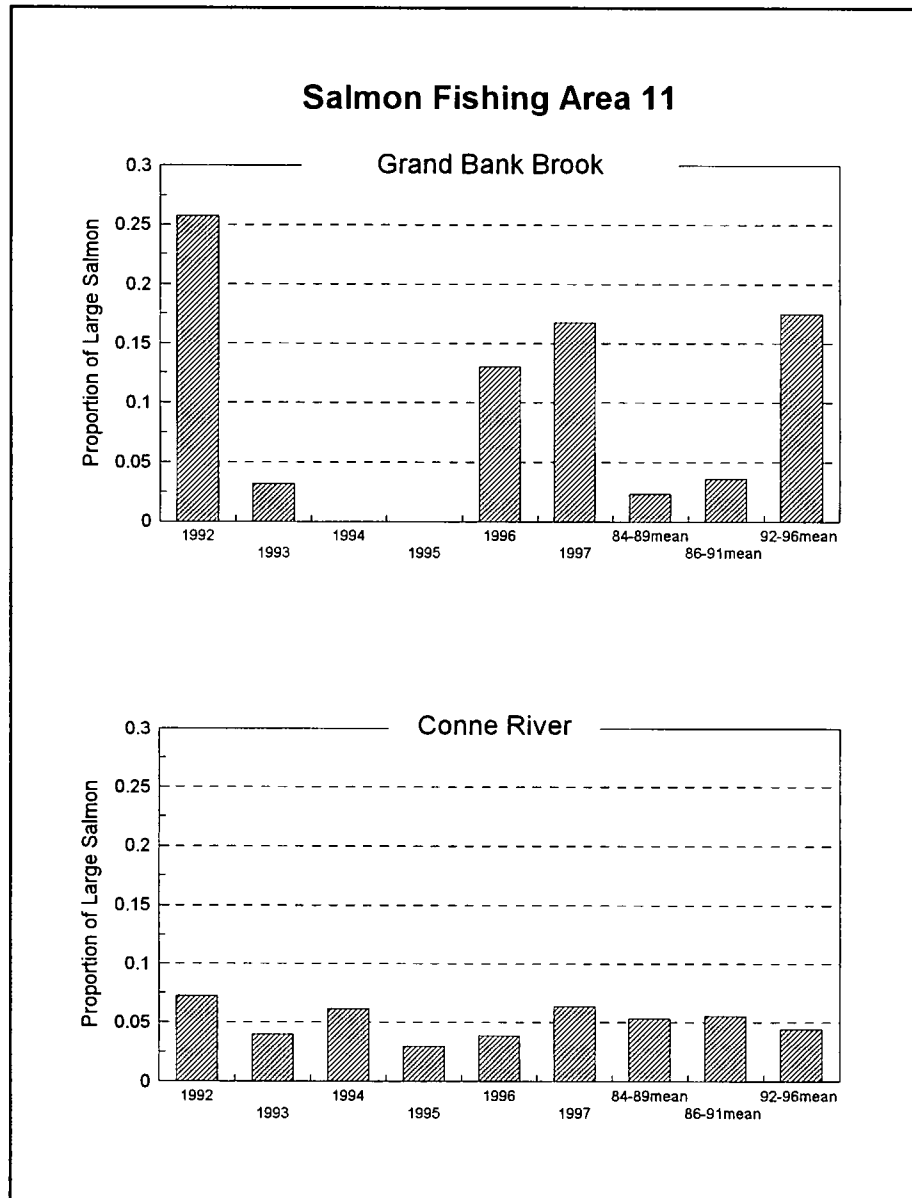 Salmon Fishing Area 11
Grand Bank Brook
Proportion of Large Salmon
0.3
0.25
0.2
0.15
0.1
0.05
0
1992
1993
1994
1995
1996
1997
84-89mean
86-91mean
92-96mean
Conne River
Proportion of Large Salmon
0.3
0.25
0.2
0.15
0.1
0.05
0
1992
1993
1994
1995
1996
1997
84-89mean
86-91mean
92-96mean